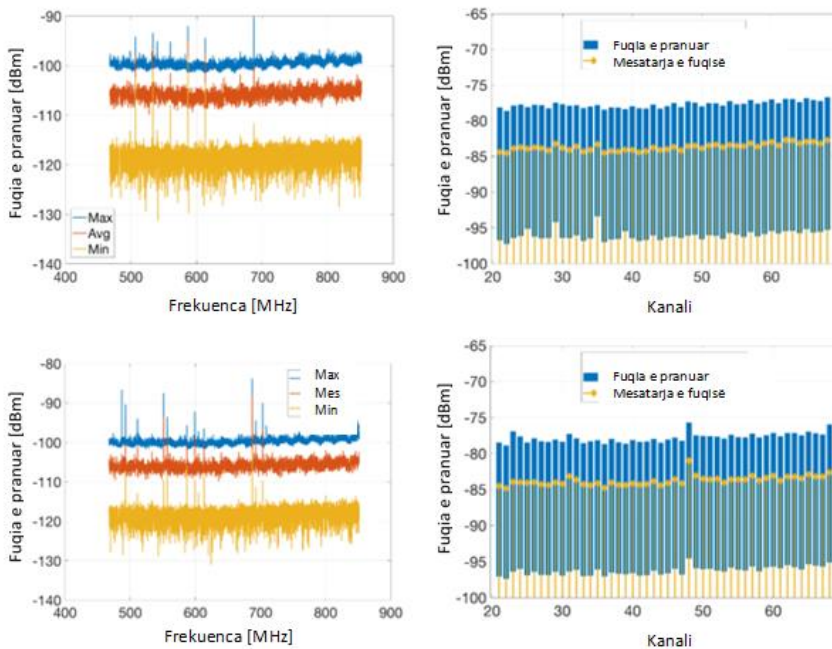 Fuqia e pranuar [dBm]
-90
-100
-110
-120
-130
-140
Max
Avg
Min
400 500 600 700 800 900
Frekuenca [MHz]
Fuqia e pranuar [dBm]
-65
-70
-75
-80
-85
-90
-95
-100
Fuqia e pranuar
Mesatarja e fuqisë
20 30 40 50 60
Kanali
Fuqia e pranuar [dBm]
-80
-90
-100
-110
-120
-130
-140
Max
Mes
Min
400 500 600 700 800 900
Frekuenca [MHz]
Fuqia e pranuar [dBm]
-65
-70
-75
-80
-85
-90
-95
-100
Fuqia e pranuar
Mesatarja e fuqisë
20 30 40 50 60
Kanali